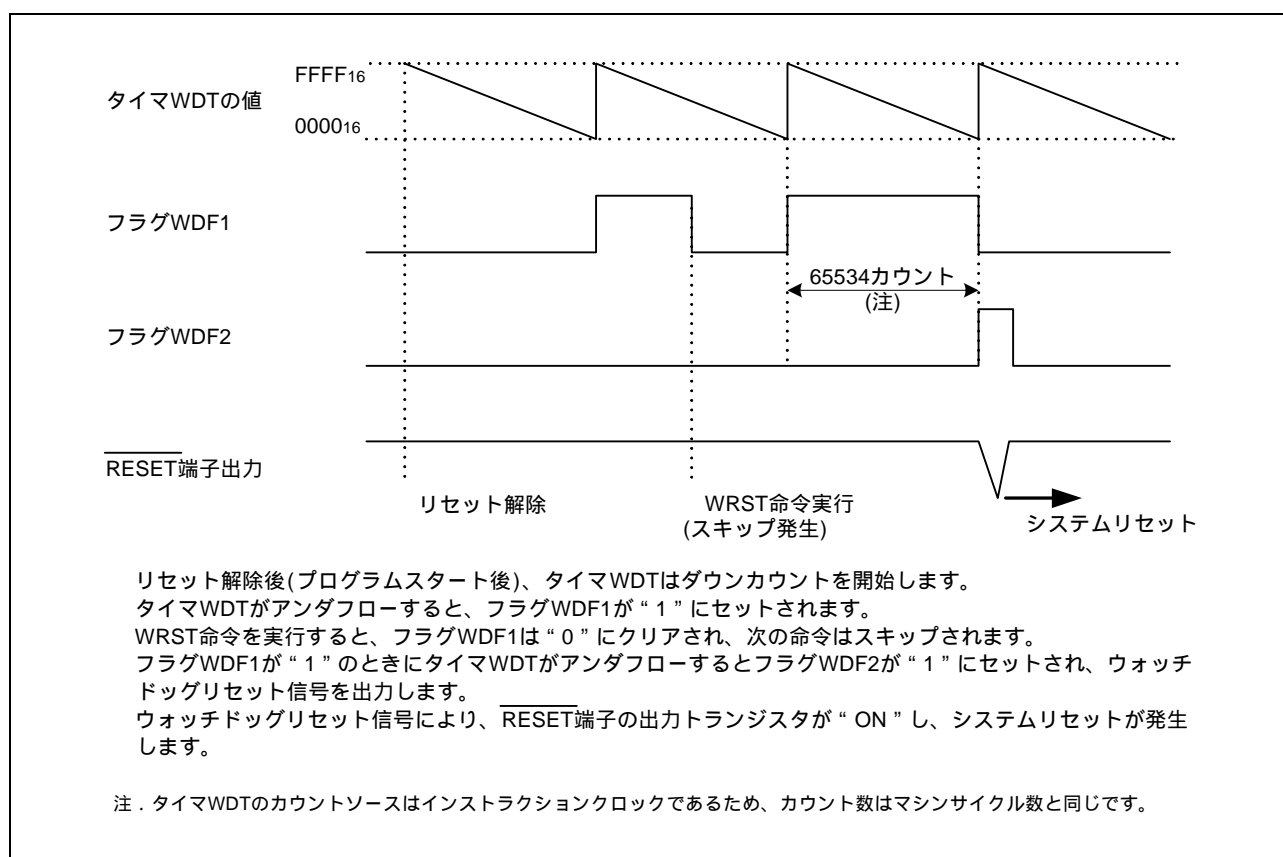 FFFF16
タイマWDTの値
000016
フラグWDF1
65534カウント
(注)
フラグWDF2
RESET端子出力
リセット解除
WRST命令実行
(スキップ発生)
システムリセット
リセット解除後(プログラムスタート後)、タイマWDTはダウンカウントを開始します。
タイマWDTがアンダフローすると、フラグWDF1が“1”にセットされます。
WRST命令を実行すると、フラグWDF1は“0”にクリアされ、次の命令はスキップされます。
フラグWDF1が“1”のときにタイマWDTがアンダフローするとフラグWDF2が“1”にセットされ、ウォッチ
ドッグリセット信号を出力します。
ウォッチドッグリセット信号により、RESET端子の出力トランジスタが“ON”し、システムリセットが発生
します。
注．タイマWDTのカウントソースはインストラクションクロックであるため、カウント数はマシンサイクル数と同じです。